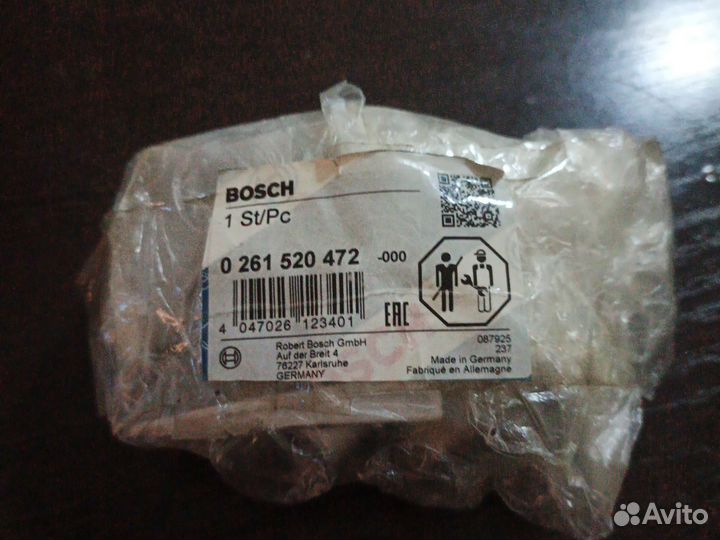 BOSCH
1 St/Pc
0 261 520 472 -000
4 047026 123401
EAC
Robert Bosch GmbH
Auf der Breit 4
76227 Karlsruhe
GERMANY
087925
237
Made in Germany
Fabriqué en Allemagne
Avito